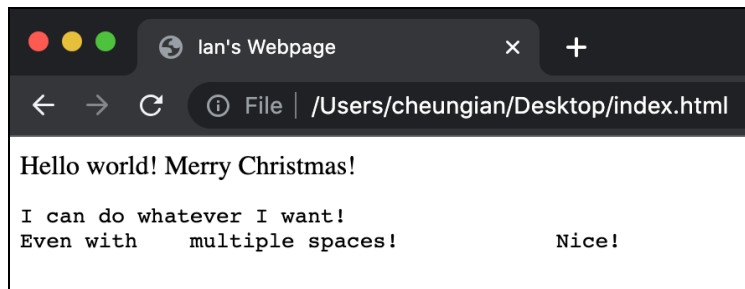 Ian's Webpage
File | /Users/cheungian/Desktop/index.html
Hello world! Merry Christmas!
I can do whatever I want!
Even with    multiple spaces!            Nice!